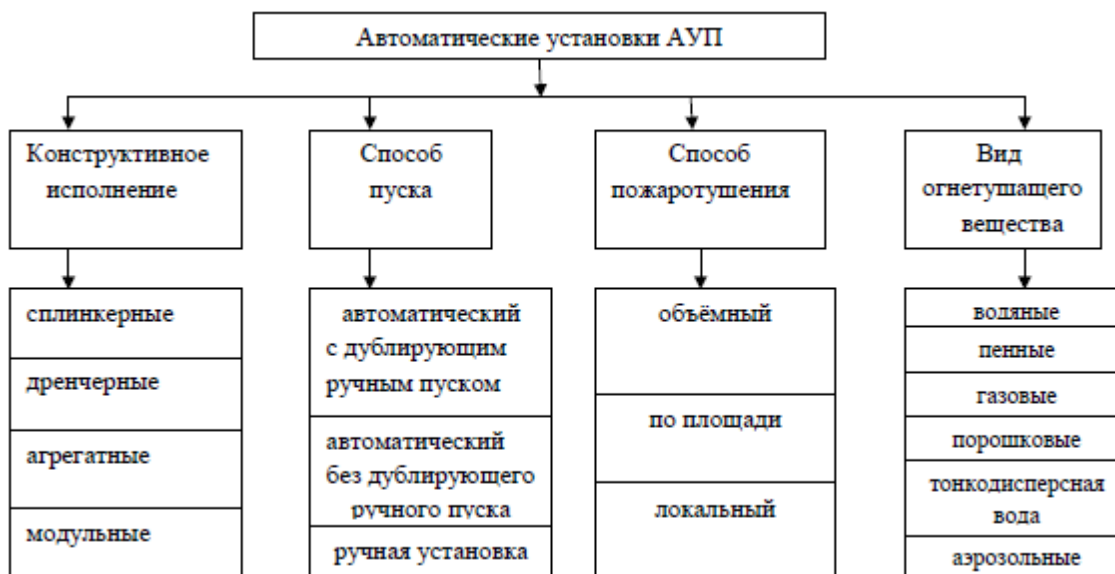 Автоматические установки АУП
Конструктивное
исполнение
Способ
пуска
Способ
пожаротушения
Вид
огнетушащего
вещества
сплинкерные
дренчерные
агрегатные
модульные
автоматический
с дублирующим
ручным пуском
автоматический
без дублирующего
ручного пуска
ручная установка
объёмный
по площади
локальный
водяные
пенные
газовые
порошковые
тонкодисперсная
вода
аэрозольные